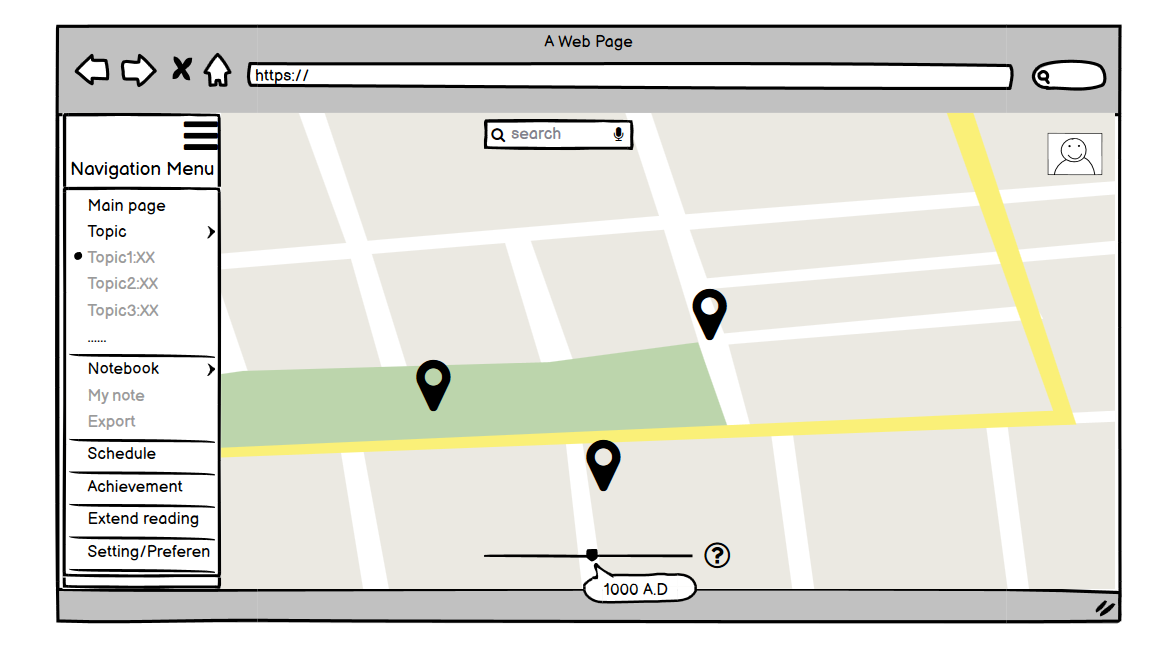 A Web Page
https://
search
Navigation Menu
Main page
Topic
Topic1:XX
Topic2:XX
Topic3:XX
......
Notebook
My note
Export
Schedule
Achievement
Extend reading
Setting/Preferen
?
1000 A.D